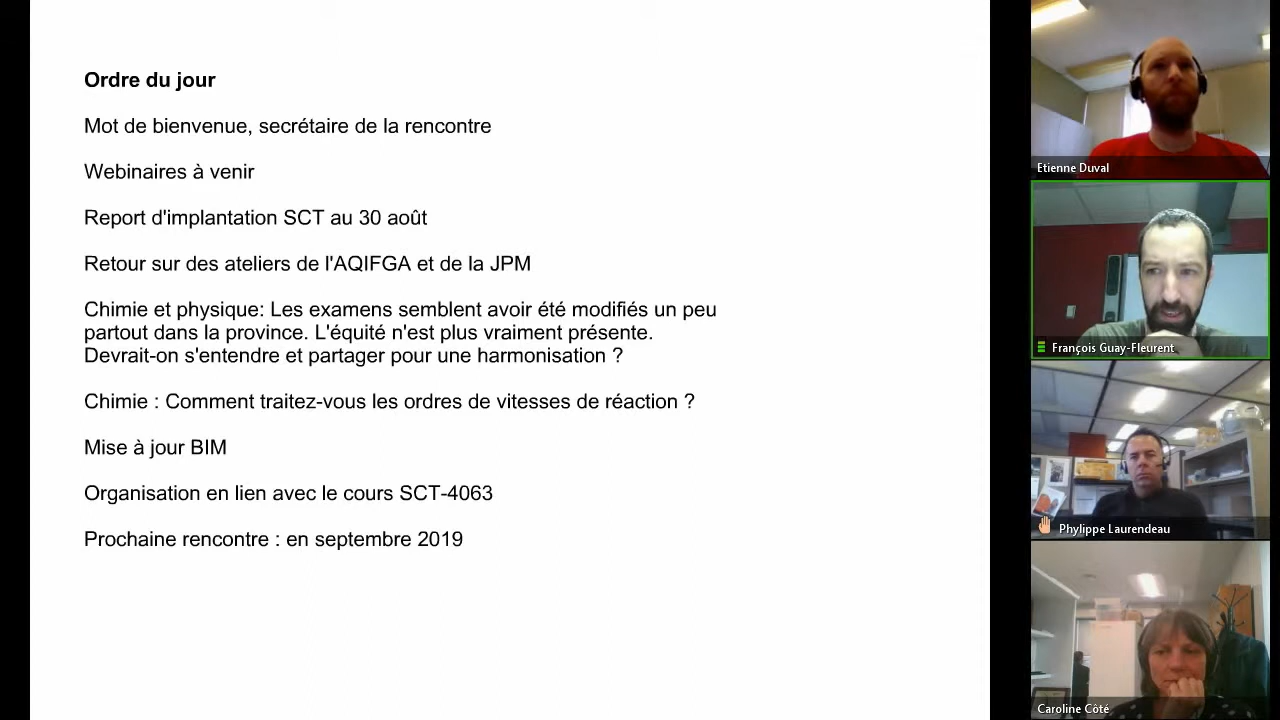 Ordre du jour
Mot de bienvenue, secrétaire de la rencontre
Webinaires à venir
Report d'implantation SCT au 30 août
Retour sur des ateliers de l'AQIFGA et de la JPM
Chimie et physique: Les examens semblent avoir été modifiés un peu
partout dans la province. L'équité n'est plus vraiment présente.
Devrait-on s'entendre et partager pour une harmonisation ?
Chimie : Comment traitez-vous les ordres de vitesses de réaction ?
Mise à jour BIM
Organisation en lien avec le cours SCT-4063
Prochaine rencontre : en septembre 2019
Etienne Duval
François Guay-Fleurent
Phylippe Laurendeau
Caroline Côté